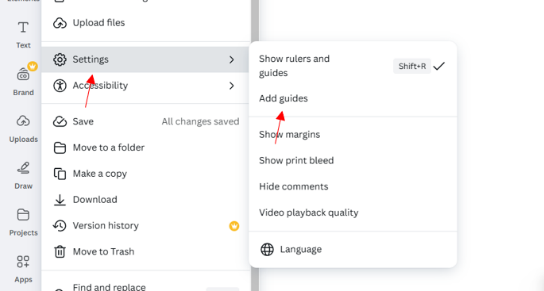 Text
Brand
Uploads
Draw
Projects
Apps
Upload files
Settings
Accessibility
Save All changes saved
Move to a folder
Make a copy
Download
Version history
Move to Trash
Find and replace
Show rulers and
guides
Shift+R
Add guides
Show margins
Show print bleed
Hide comments
Video playback quality
Language